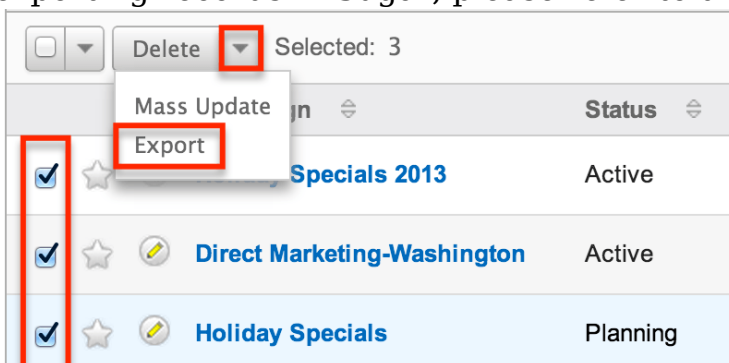 Delete Selected: 3
Mass Update
Export
Status
Specials 2013 Active
Direct Marketing-Washington Active
Holiday Specials Planning